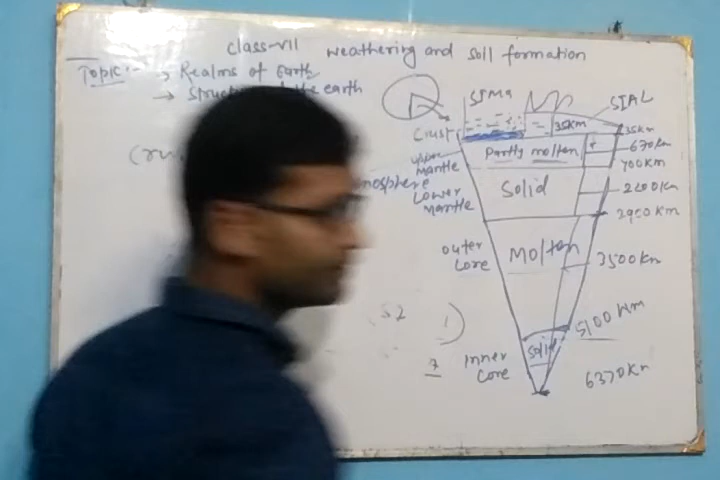 class-VII weathering and soil formation
Topic:- → Realms of Earth
→ the earth
SIMA
SIAL
35KM
Crust
35KM
670KM
Upper Mantle
Partly molten
700KM
Lower Mantle
Solid
2200KM
2900KM
Outer Core
Molten
3500Km
5100 KM
Inner Core
Solid
6370Km
52
1)